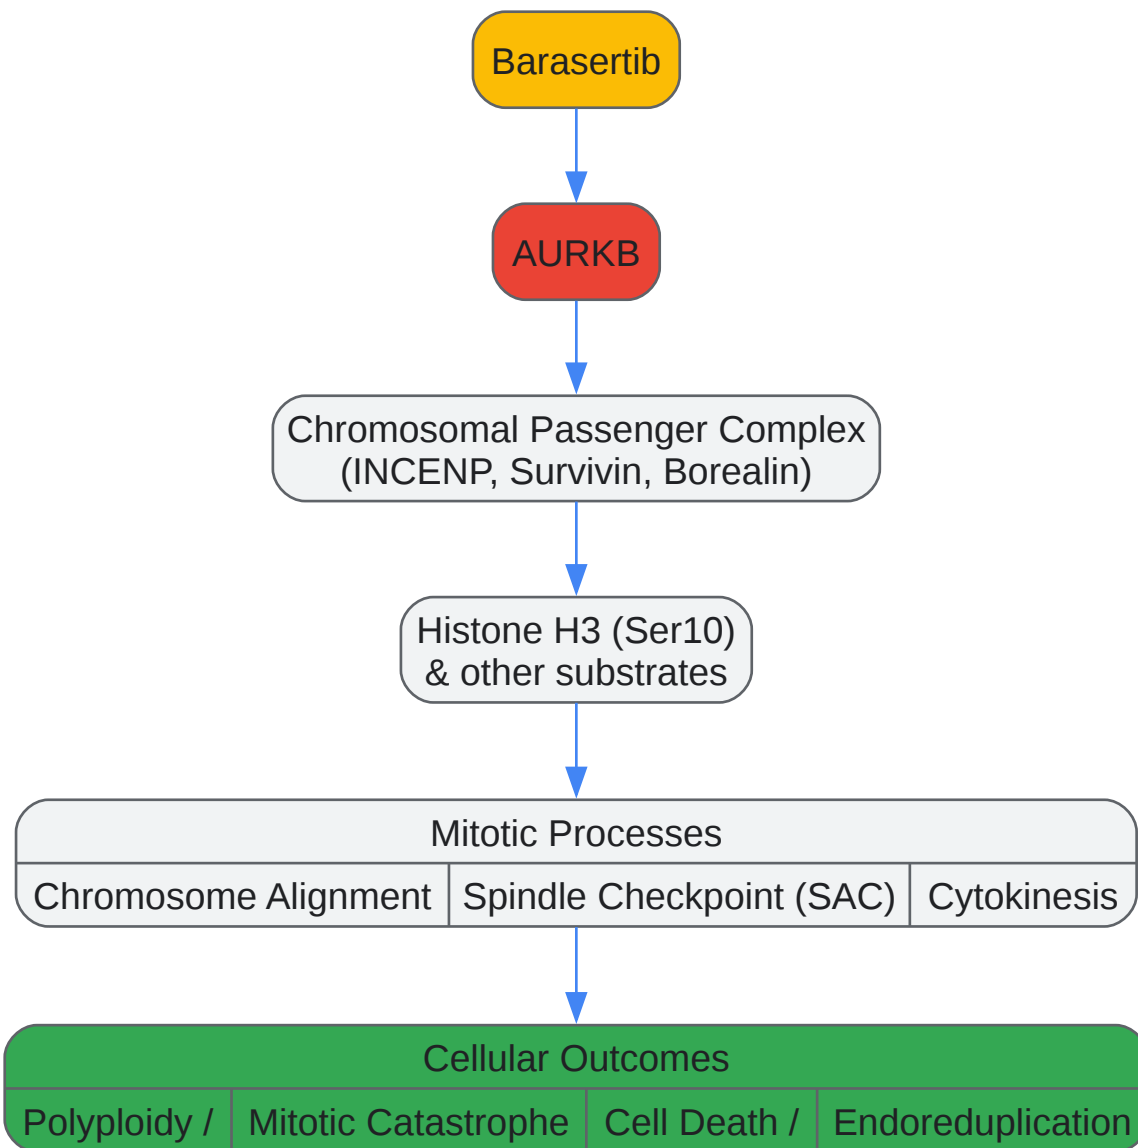 Barasertib
AURKB
Chromosomal Passenger Complex
(INCENP, Survivin, Borealin)
Histone H3 (Ser10)
& other substrates
Mitotic Processes
Chromosome Alignment
Spindle Checkpoint (SAC)
Cytokinesis
Cellular Outcomes
Polyploidy /
Mitotic Catastrophe
Cell Death /
Endoreduplication